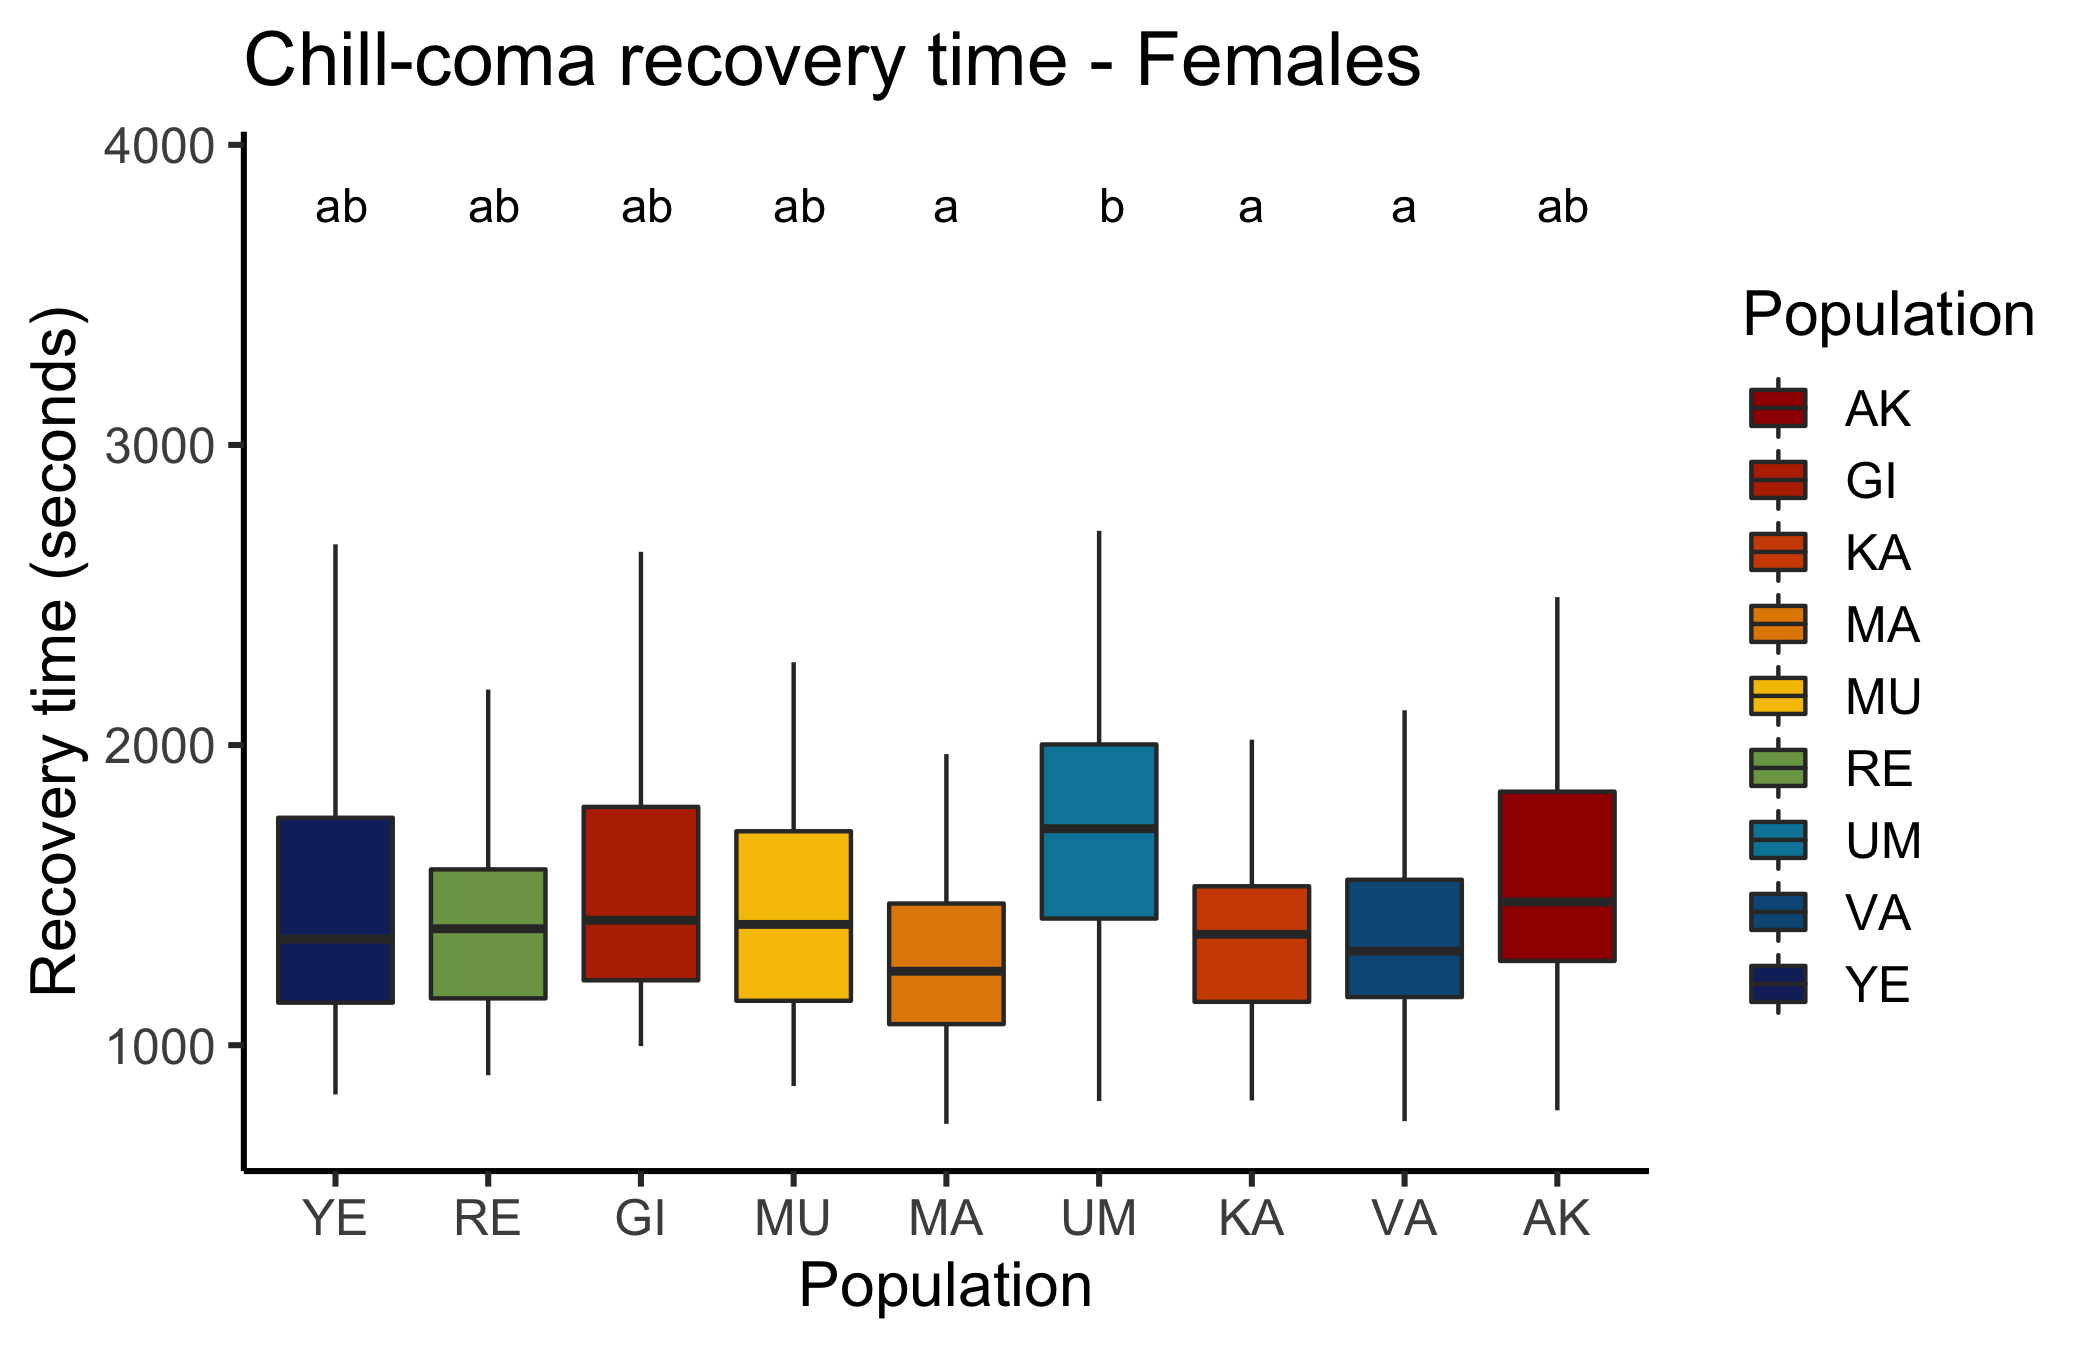 Chill-coma recovery time - Females
4000
3000
2000
1000
Recovery time (seconds)
ab ab ab ab a b a a ab
YE RE GI MU MA UM KA VA AK
Population
Population
AK
GI
KA
MA
MU
RE
UM
VA
YE